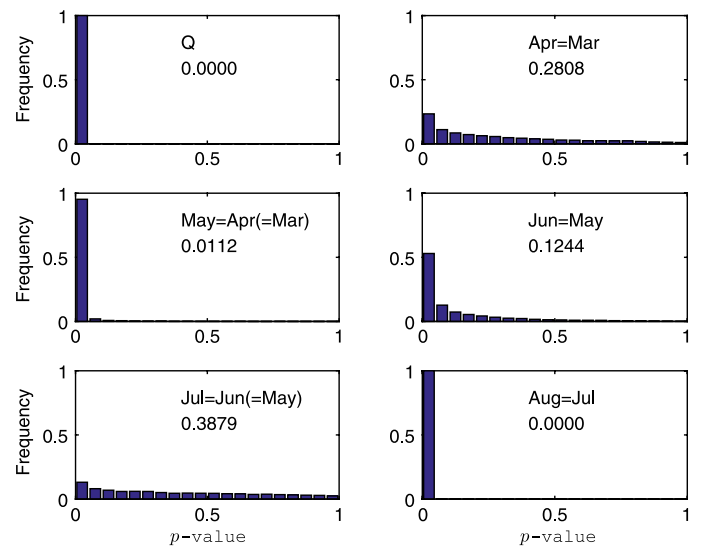 1
Q
0.0000
0.5
0
0 0.5 1
Frequency
1
Apr=Mar
0.2808
0.5
0
0 0.5 1
1
May=Apr(=Mar)
0.0112
0.5
0
0 0.5 1
Frequency
1
Jun=May
0.1244
0.5
0
0 0.5 1
1
Jul=Jun(=May)
0.3879
0.5
0
0 0.5 1
Frequency
p-value
1
Aug=Jul
0.0000
0.5
0
0 0.5 1
p-value